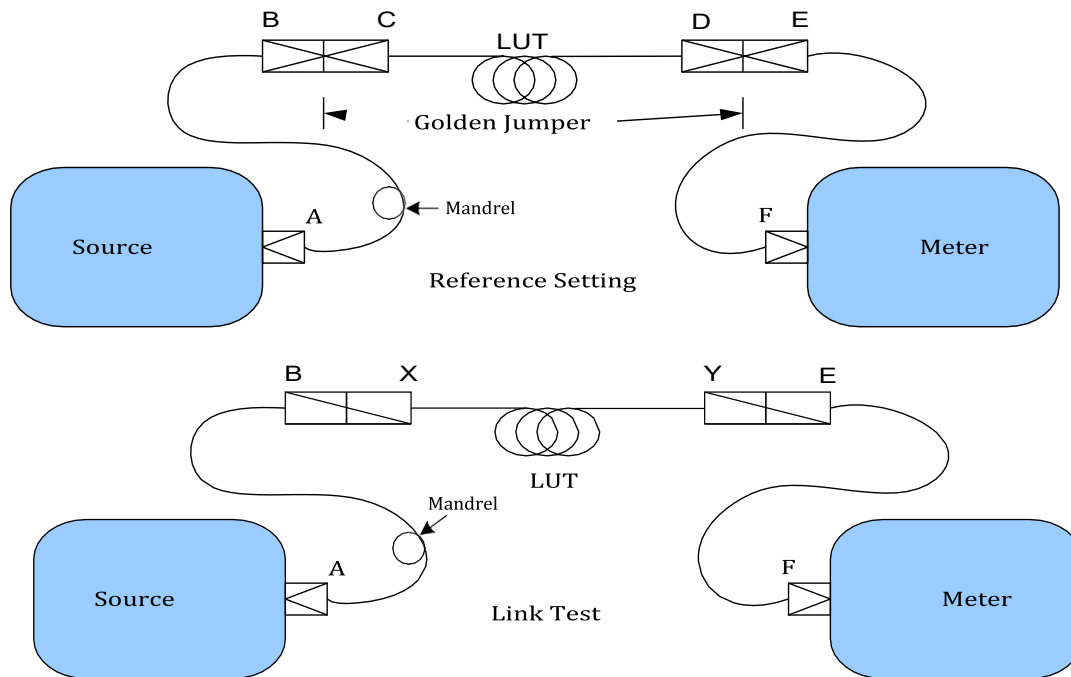 B C D E
LUT
Golden Jumper
Mandrel
A F
Source Meter
Reference Setting
B X Y E
LUT
Mandrel
A F
Source Meter
Link Test